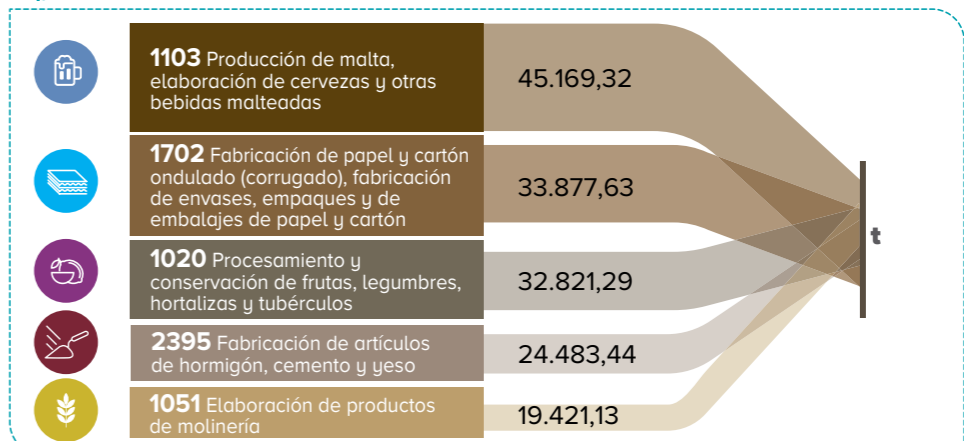 1103 Producción de malta,
elaboración de cervezas y otras
bebidas malteadas
45.169,32
1702 Fabricación de papel y cartón
ondulado (corrugado), fabricación
de envases, empaques y de
embalajes de papel y cartón
33.877,63
1020 Procesamiento y
conservación de frutas, legumbres,
hortalizas y tubérculos
32.821,29
2395 Fabricación de artículos
de hormigón, cemento y yeso
24.483,44
1051 Elaboración de productos
de molinería
19.421,13
t